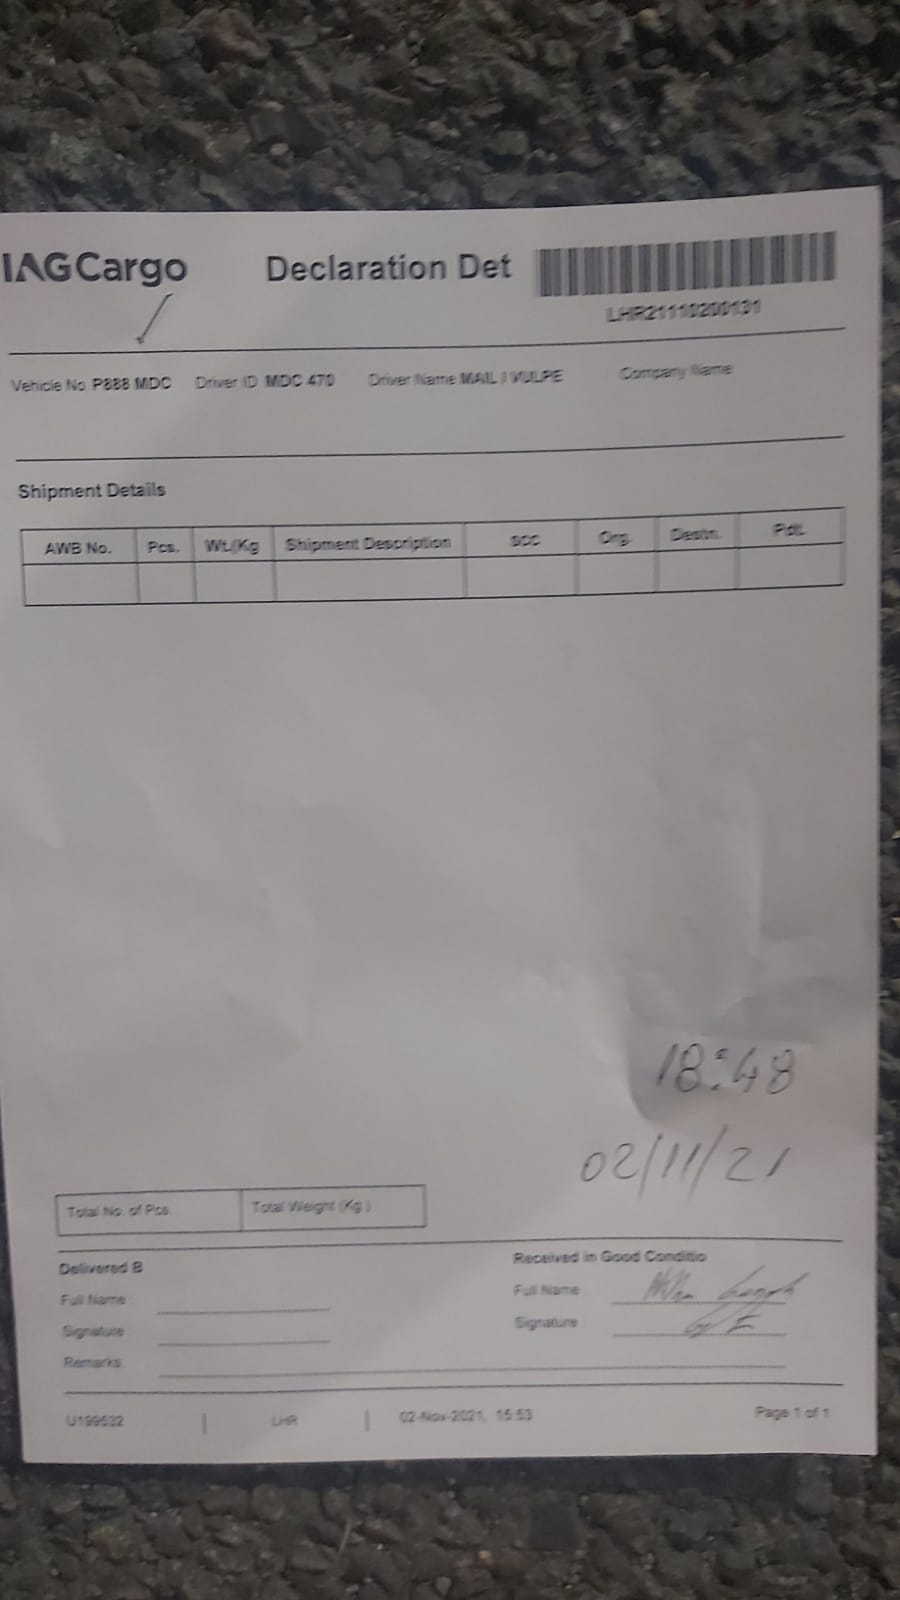 IAGCargo Declaration Det
LHR21110200131
Vehicle No. P888 MDC Driver ID MDC 470 Driver Name MAIL I VULPE Company Name
Shipment Details
AWB No. Pcs. Wt./Kg Shipment Description SCC Org. Destn. Pdt.
18:48
02/11/21
Total No. of Pcs Total Weight (Kg.)
Delivered B Received in Good Conditio
Full Name Full Name
Signature Signature
Remarks
U199532 | LHR | 02-Nov-2021, 15:53 Page 1 of 1